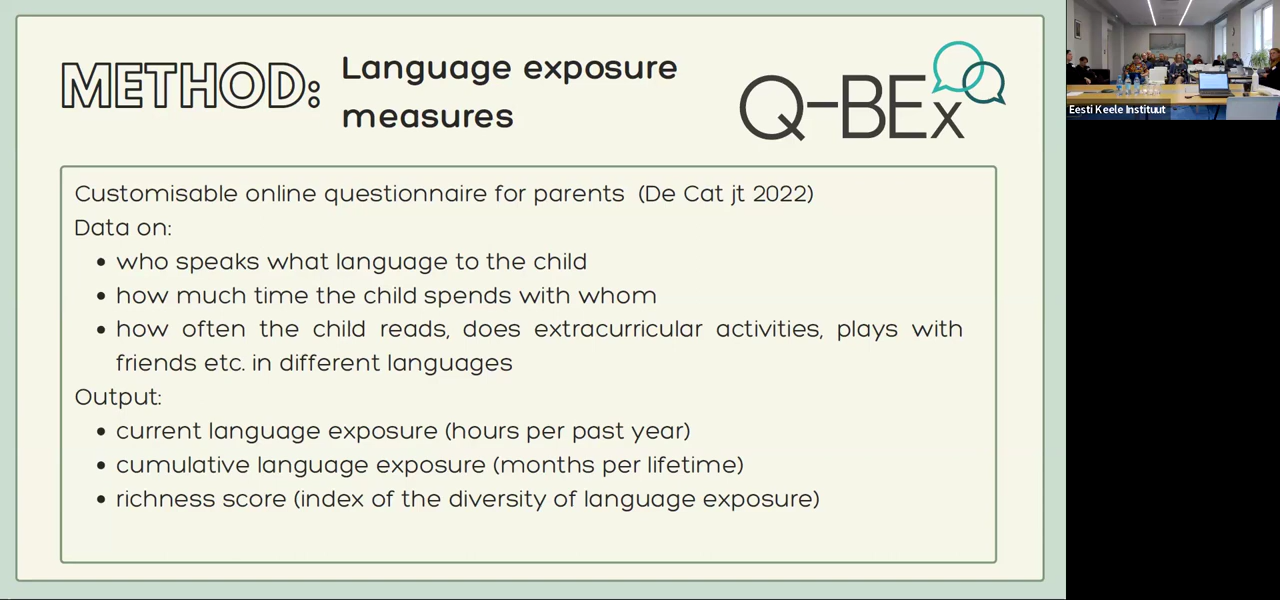 METHOD:
Language exposure
measures
Q-BEx
Customisable online questionnaire for parents (De Cat jt 2022)
Data on:
• who speaks what language to the child
• how much time the child spends with whom
• how often the child reads, does extracurricular activities, plays with
friends etc. in different languages
Output:
• current language exposure (hours per past year)
• cumulative language exposure (months per lifetime)
• richness score (index of the diversity of language exposure)
Eesti Keele Instituut